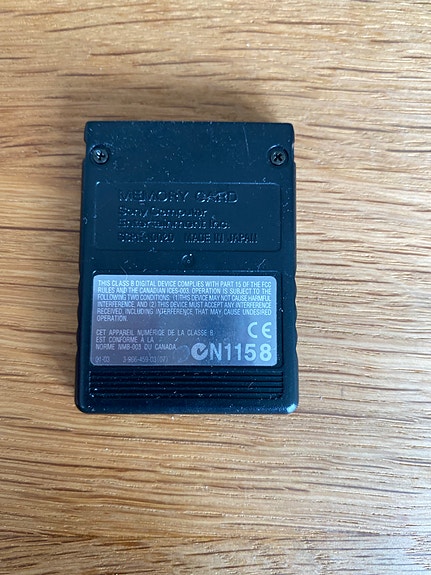 MEMORY CARD
Sony Computer
Entertainment Inc.
MADE IN JAPAN
THIS CLASS B DIGITAL DEVICE COMPLIES WITH PART 15 OF THE FCC
RULES AND THE CANADIAN ICES-003. OPERATION IS SUBJECT TO THE
FOLLOWING TWO CONDITIONS: (1)THIS DEVICE MAY NOT CAUSE HARMFUL
INTERFERENCE, AND (2) THIS DEVICE MUST ACCEPT ANY INTERFERENCE
RECEIVED, INCLUDING INTERFERENCE THAT MAY CAUSE UNDESIRED
OPERATION.
CET APPAREIL NUMÉRIQE DE LA CLASSE B
EST CONFORME A LA
NORME NMB-003 DU CANADA
CE
N1158